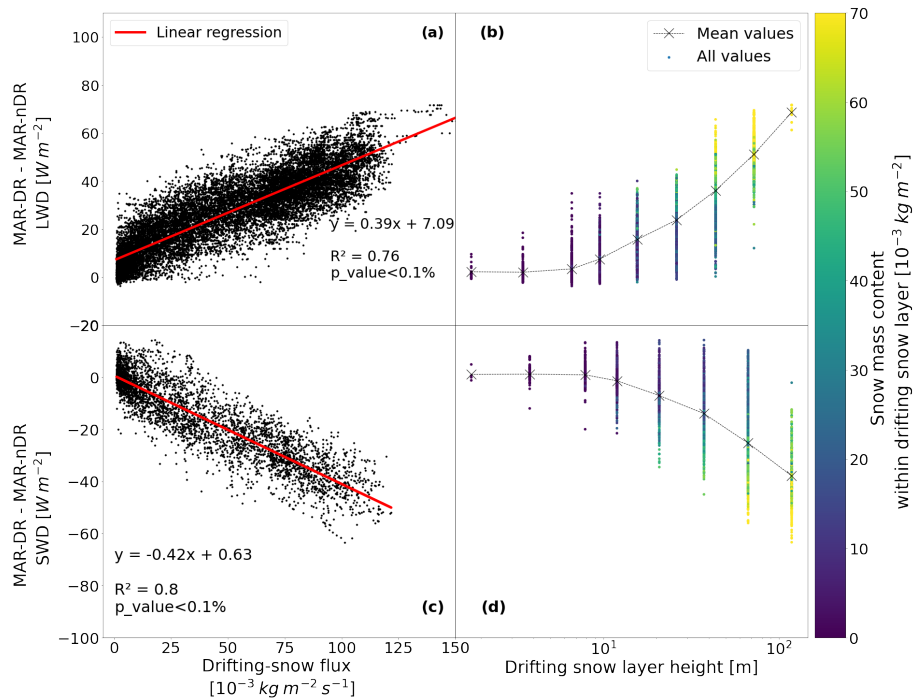 100
80
60
40
20
0
−20
MAR-DR - MAR-nDR
LWD [W m⁻²]
Linear regression
(a)
y = 0.39x + 7.09
R² = 0.76
p_value<0.1%
(b)
Mean values
All values
20
0
−20
−40
−60
−80
−100
MAR-DR - MAR-nDR
SWD [W m⁻²]
y = -0.42x + 0.63
R² = 0.8
p_value<0.1%
(c)
(d)
0 25 50 75 100 125 150
Drifting-snow flux
[10⁻³ kg m⁻² s⁻¹]
10¹ 10²
Drifting snow layer height [m]
70
60
50
40
30
20
10
0
Snow mass content
within drifting snow layer [10⁻³ kg m⁻²]